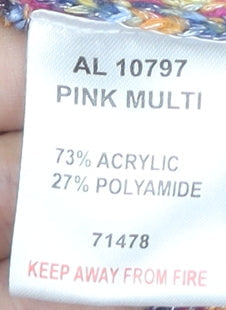 AL 10797
PINK MULTI
73% ACRYLIC
27% POLYAMIDE
71478
KEEP AWAY FROM FIRE